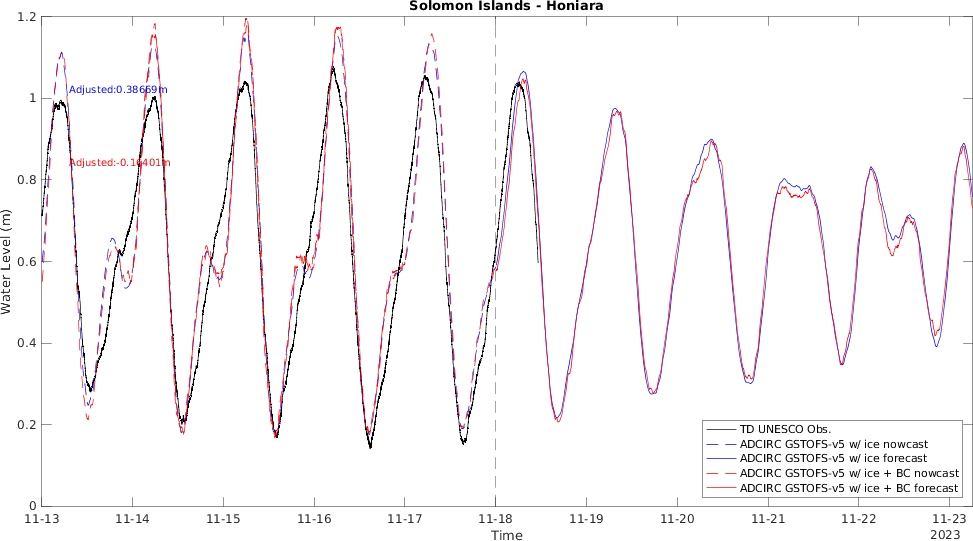 Solomon Islands - Honiara
Water Level (m)
1.2
1
0.8
0.6
0.4
0.2
0
Adjusted:0.38669m
Adjusted:-0.16401m
TD UNESCO Obs.
ADCIRC GSTOFS-v5 w/ ice nowcast
ADCIRC GSTOFS-v5 w/ ice forecast
ADCIRC GSTOFS-v5 w/ ice + BC nowcast
ADCIRC GSTOFS-v5 w/ ice + BC forecast
11-13 11-14 11-15 11-16 11-17 11-18 11-19 11-20 11-21 11-22 11-23
Time
2023